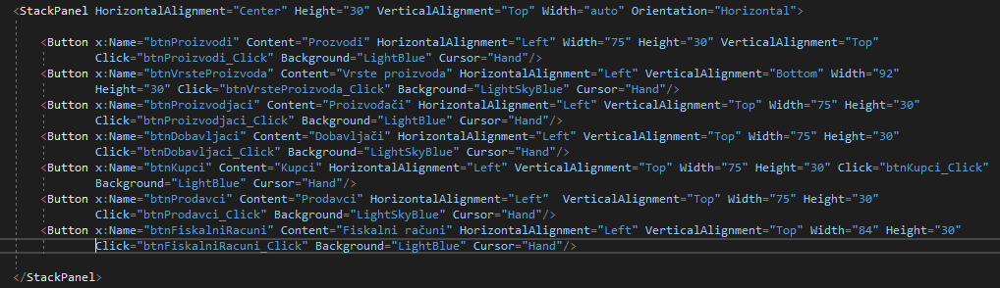 <StackPanel HorizontalAlignment="Center" Height="30" VerticalAlignment="Top" Width="auto" Orientation="Horizontal">
<Button x:Name="btnProizvodi" Content="Prozvodi" HorizontalAlignment="Left" Width="75" Height="30" VerticalAlignment="Top"
Click="btnProizvodi_Click" Background="LightBlue" Cursor="Hand"/>
<Button x:Name="btnVrsteProizvoda" Content="Vrste proizvoda" HorizontalAlignment="Left" VerticalAlignment="Bottom" Width="92"
Height="30" Click="btnVrsteProizvoda_Click" Background="LightSkyBlue" Cursor="Hand"/>
<Button x:Name="btnProizvodjaci" Content="Proizvođači" HorizontalAlignment="Left" VerticalAlignment="Top" Width="75" Height="30"
Click="btnProizvodjaci_Click" Background="LightBlue" Cursor="Hand"/>
<Button x:Name="btnDobavljaci" Content="Dobavljači" HorizontalAlignment="Left" VerticalAlignment="Top" Width="75" Height="30"
Click="btnDobavljaci_Click" Background="LightSkyBlue" Cursor="Hand"/>
<Button x:Name="btnKupci" Content="Kupci" HorizontalAlignment="Left" VerticalAlignment="Top" Width="75" Height="30" Click="btnKupci_Click"
Background="LightBlue" Cursor="Hand"/>
<Button x:Name="btnProdavci" Content="Prodavci" HorizontalAlignment="Left"  VerticalAlignment="Top" Width="75" Height="30"
Click="btnProdavci_Click" Background="LightSkyBlue" Cursor="Hand"/>
<Button x:Name="btnFiskalniRacuni" Content="Fiskalni računi" HorizontalAlignment="Left" VerticalAlignment="Top" Width="84" Height="30"
Click="btnFiskalniRacuni_Click" Background="LightBlue" Cursor="Hand"/>
</StackPanel>